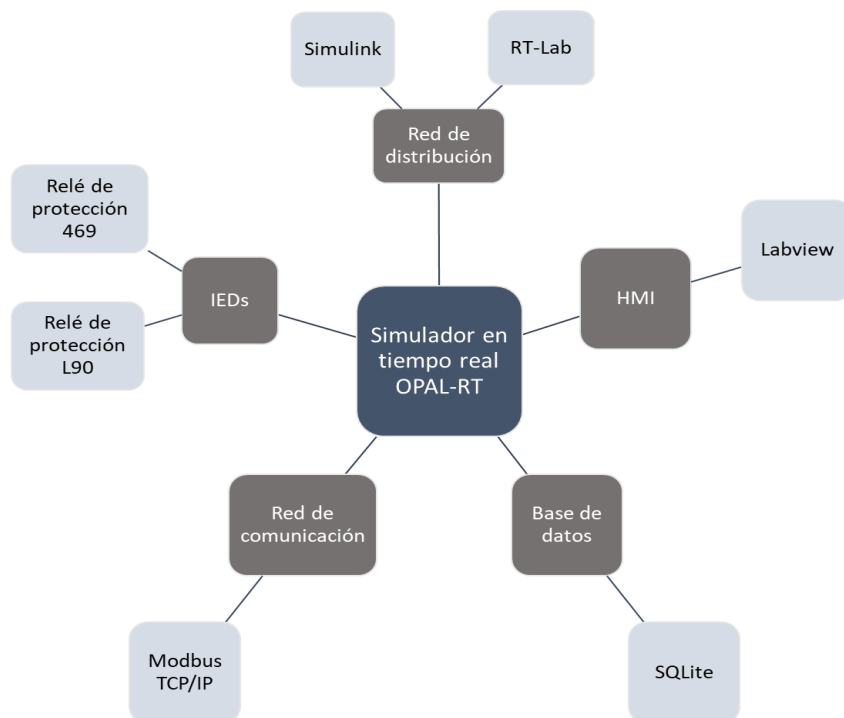 Simulink
RT-Lab
Red de
distribución
Relé de
protección
469
IEDs
Relé de
protección
L90
HMI
Labview
Simulador en
tiempo real
OPAL-RT
Red de
comunicación
Base de
datos
Modbus
TCP/IP
SQLite